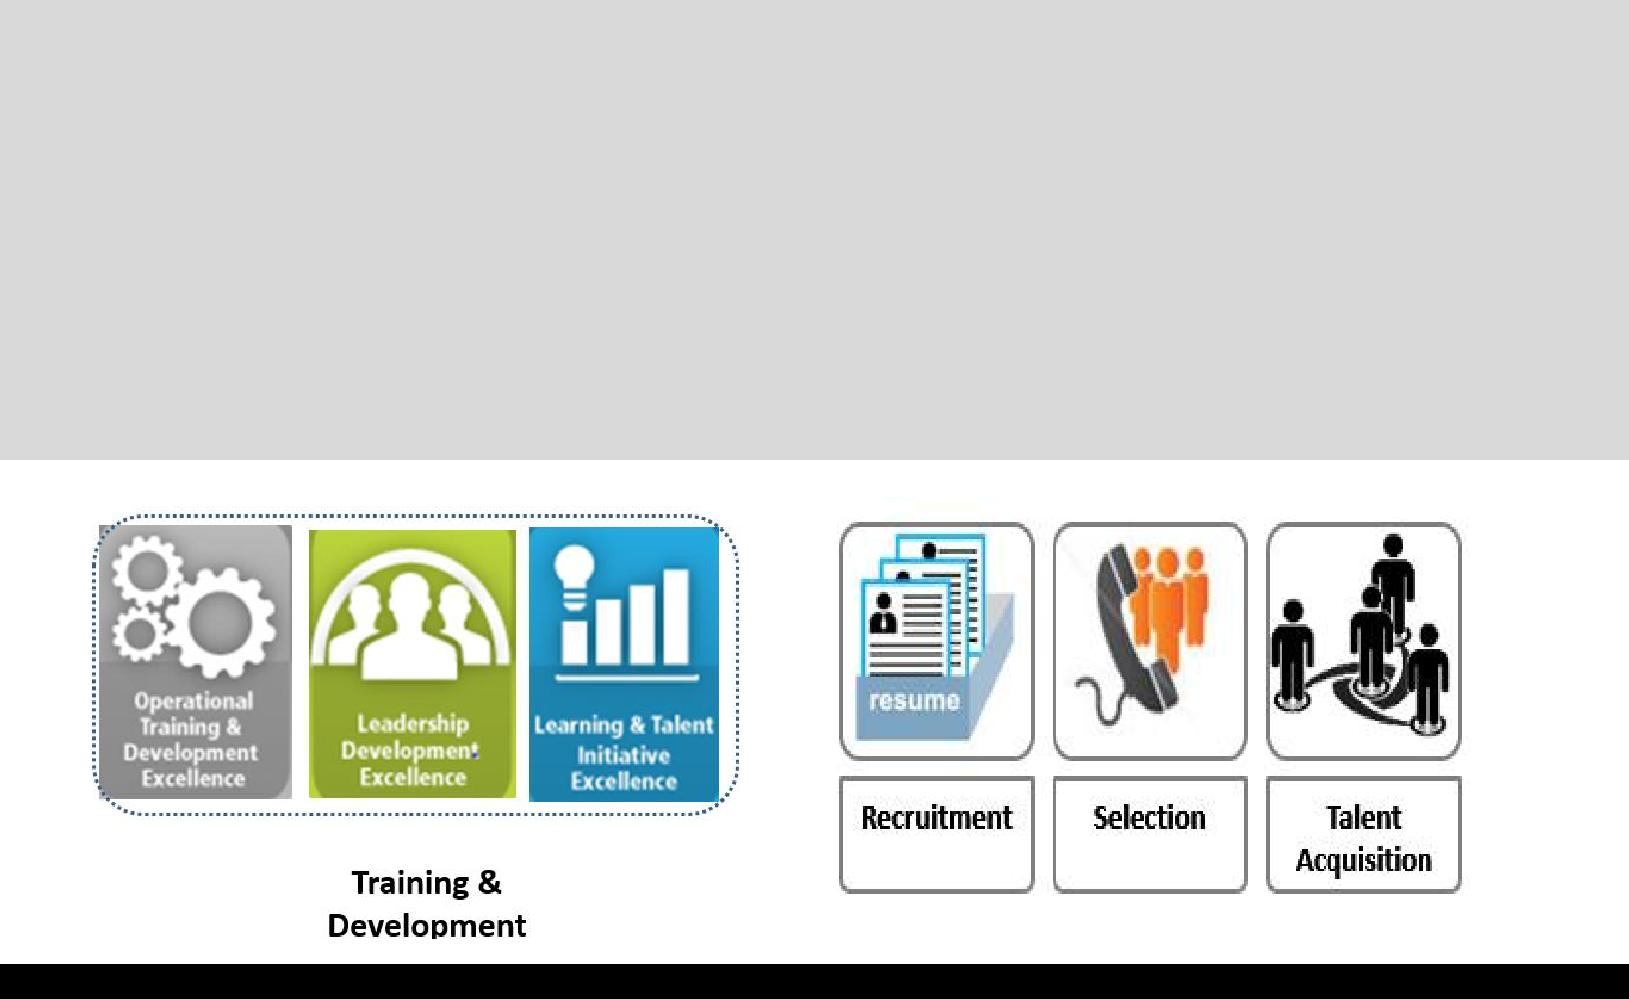 Operational
Training &
Development
Excellence
Leadership
Development
Excellence
Learning & Talent
Initiative
Excellence
Training &
Development
resume
Recruitment
Selection
Talent
Acquisition